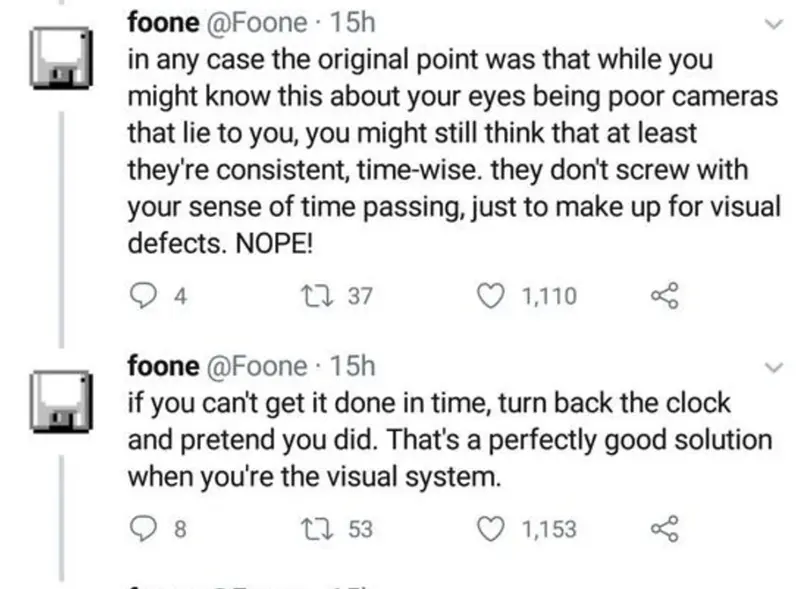 foone @Foone · 15h
in any case the original point was that while you
might know this about your eyes being poor cameras
that lie to you, you might still think that at least
they're consistent, time-wise. they don't screw with
your sense of time passing, just to make up for visual
defects. NOPE!
4 37 1,110
foone @Foone · 15h
if you can't get it done in time, turn back the clock
and pretend you did. That's a perfectly good solution
when you're the visual system.
8 53 1,153